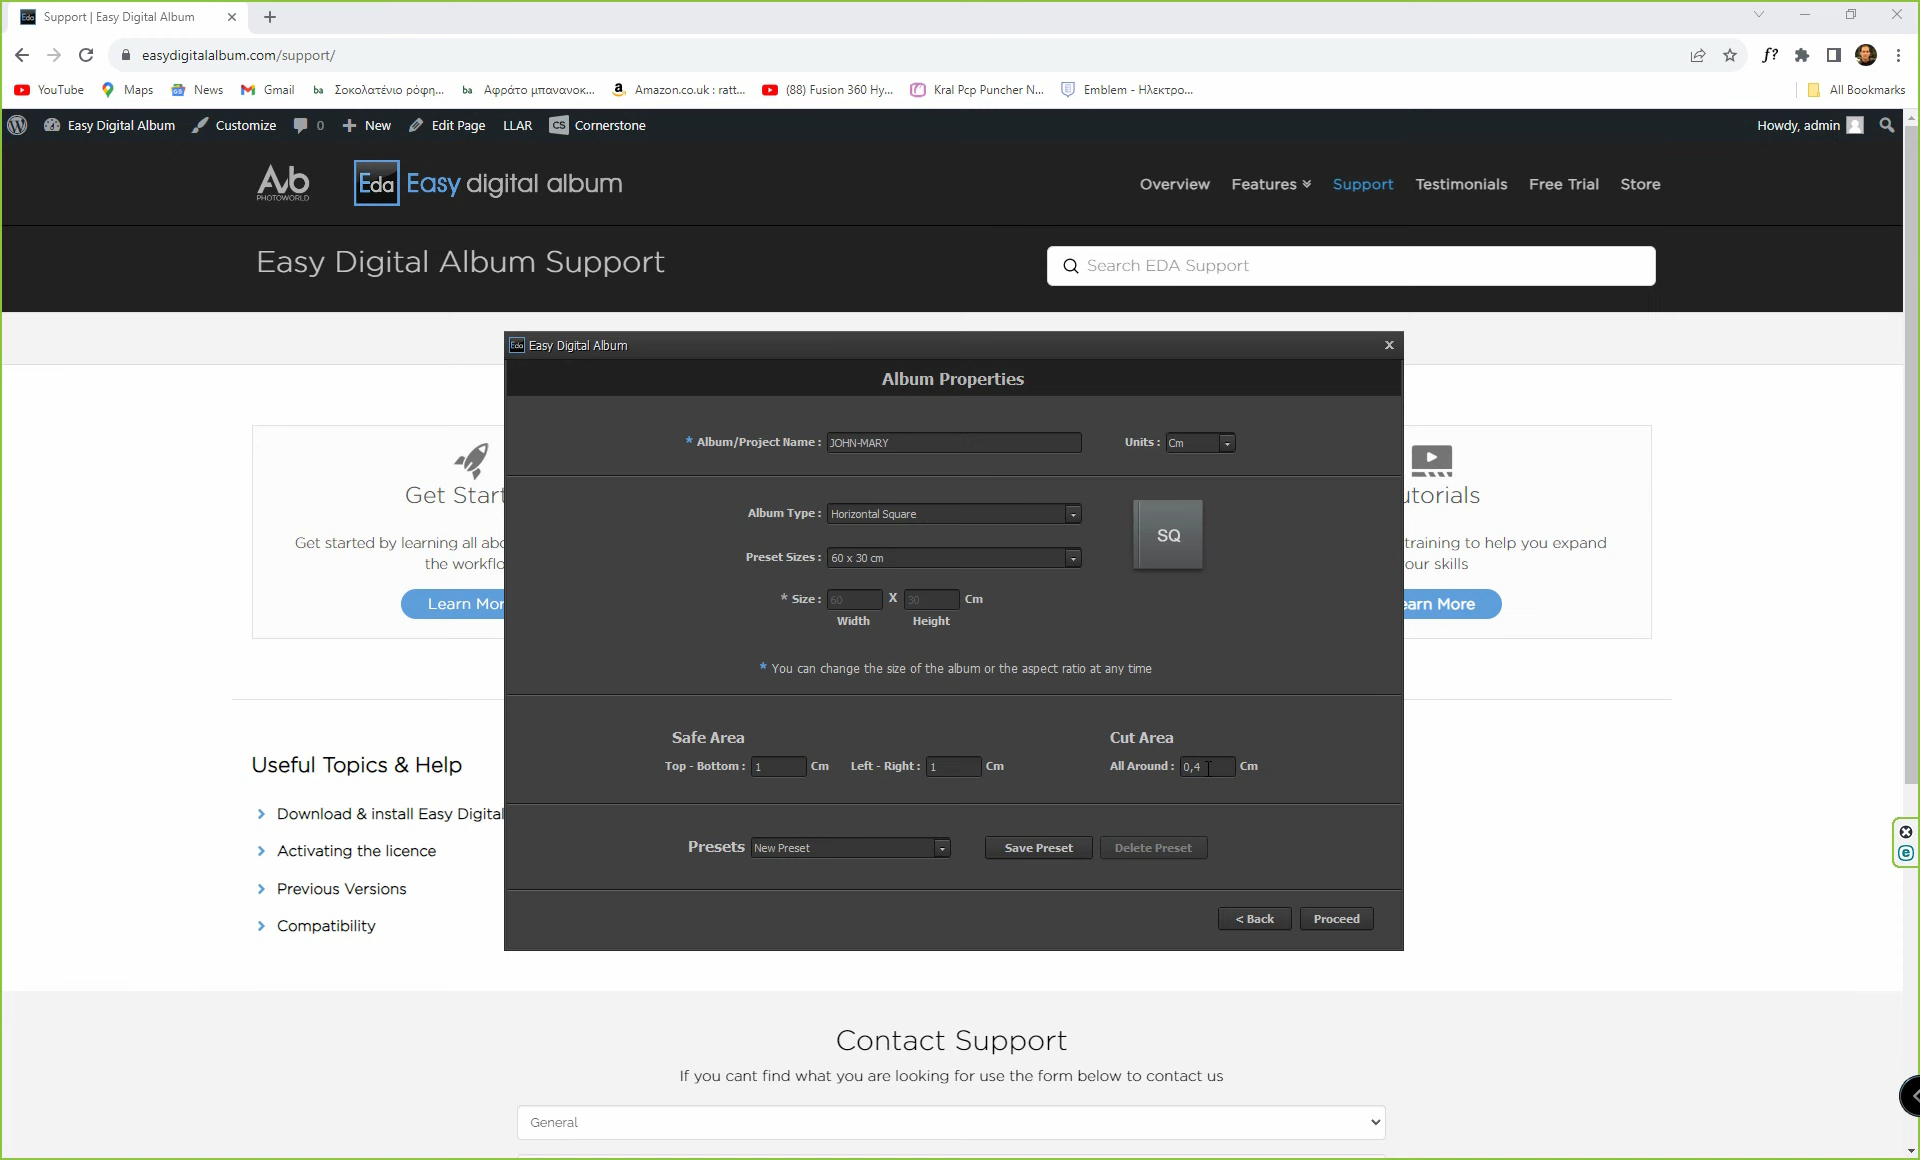 Support | Easy Digital Album
easydigitalalbum.com/support/
f?
YouTube Maps News Gmail ba Σοκολατένιο ρόφη... ba Αφράτο μπανανοκ... Amazon.co.uk : ratt... (88) Fusion 360 Hy... Kral Pcp Puncher N... Emblem - Ηλεκτρο... All Bookmarks
Easy Digital Album Customize 0 New Edit Page LLAR CS Cornerstone Howdy, admin
Avb PHOTOWORLD
Eda Easy digital album
Overview Features Support Testimonials Free Trial Store
Easy Digital Album Support
Search EDA Support
Eda Easy Digital Album
Album Properties
* Album/Project Name : JOHN-MARY Units : Cm
Album Type : Horizontal Square
SQ
Preset Sizes : 60 x 30 cm
* Size : 60 X 30 Cm
Width Height
* You can change the size of the album or the aspect ratio at any time
Safe Area Cut Area
Top - Bottom : 1 Cm Left - Right : 1 Cm All Around : 0,4 Cm
Presets New Preset Save Preset Delete Preset
< Back Proceed
Get Start
Get started by learning all abo
the workflo
Learn Mor
utorials
training to help you expand
our skills
earn More
Useful Topics & Help
Download & install Easy Digital
Activating the licence
Previous Versions
Compatibility
Contact Support
If you cant find what you are looking for use the form below to contact us
General